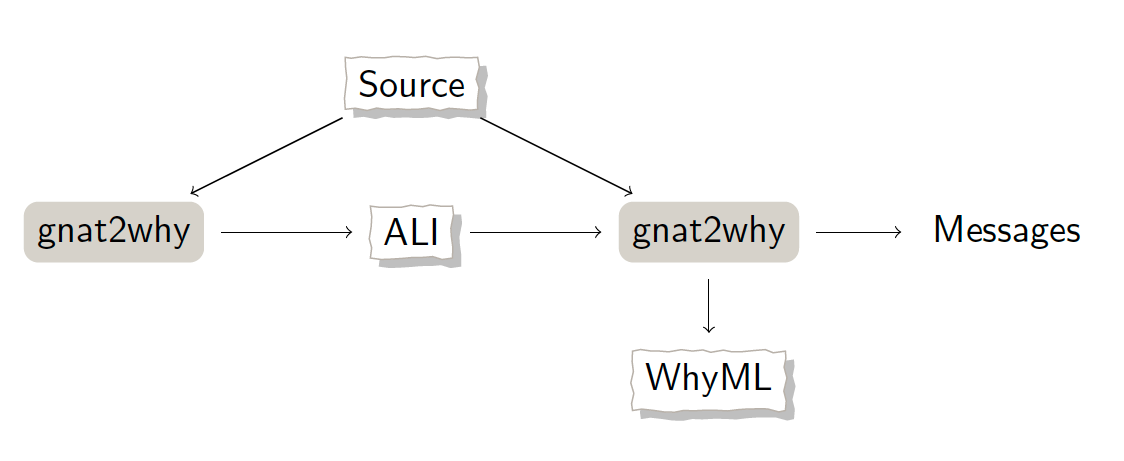 Source
gnat2why
ALI
gnat2why
Messages
WhyML